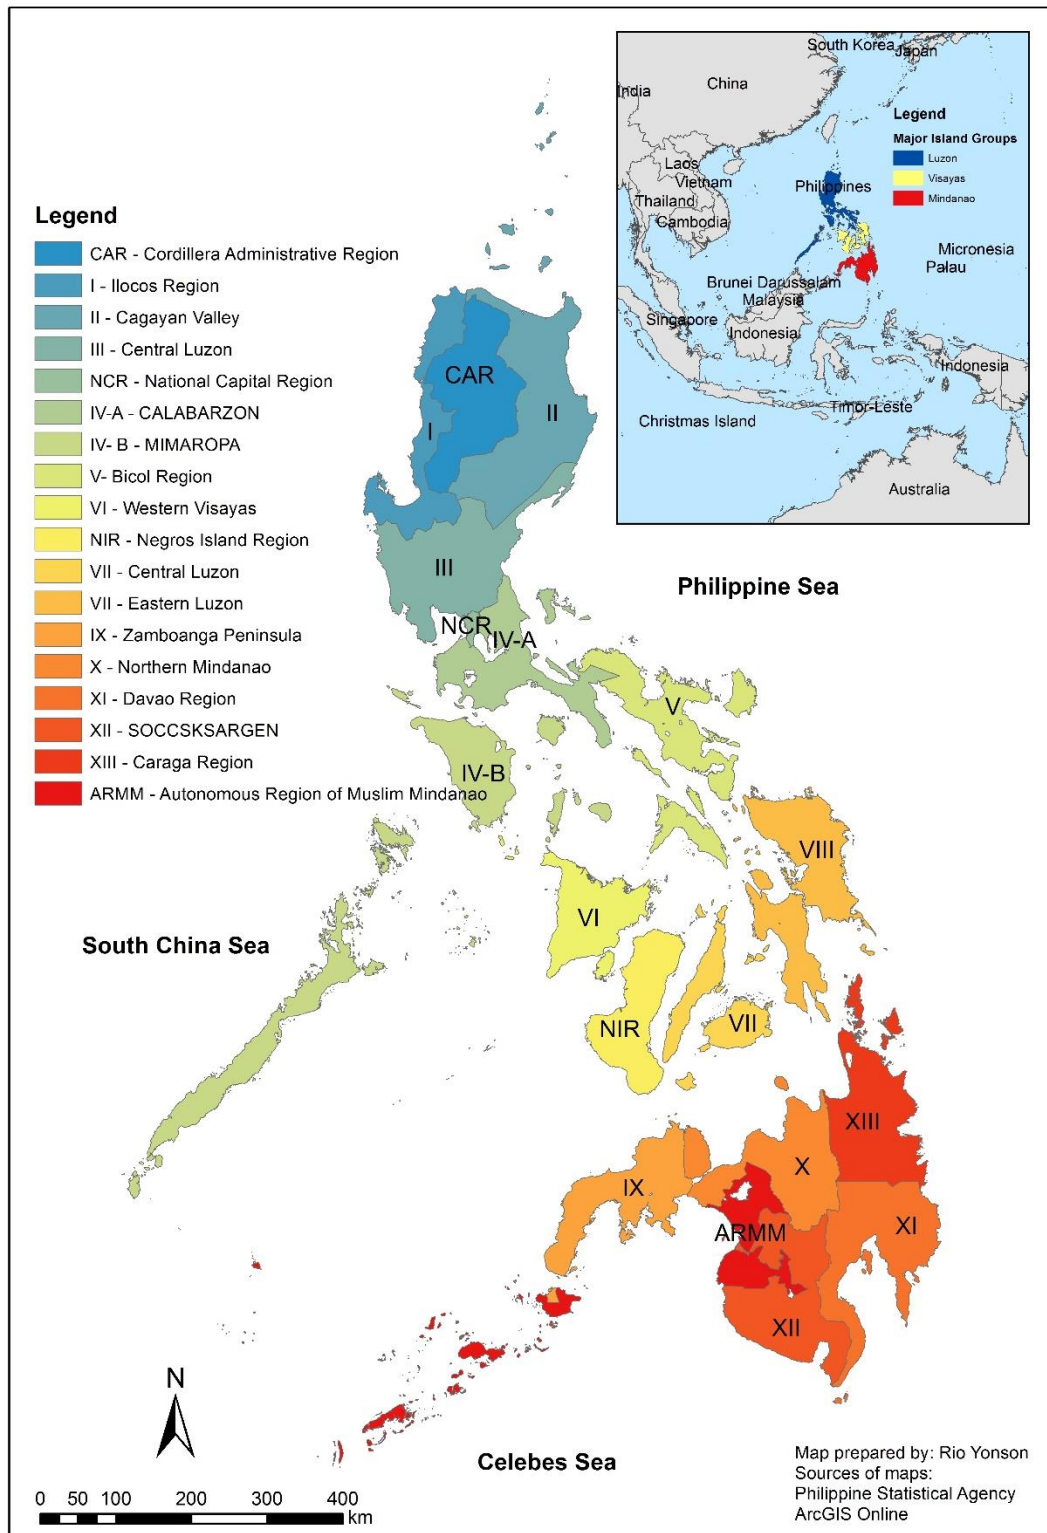 Legend
CAR - Cordillera Administrative Region
I - Ilocos Region
II - Cagayan Valley
III - Central Luzon
NCR - National Capital Region
IV-A - CALABARZON
IV- B - MIMAROPA
V- Bicol Region
VI - Western Visayas
NIR - Negros Island Region
VII - Central Luzon
VII - Eastern Luzon
IX - Zamboanga Peninsula
X - Northern Mindanao
XI - Davao Region
XII - SOCCSKSARGEN
XIII - Caraga Region
ARMM - Autonomous Region of Muslim Mindanao
South Korea
Japan
China
India
Legend
Major Island Groups
Luzon
Visayas
Mindanao
Laos
Vietnam
Thailand
Cambodia
Philippines
Micronesia
Palau
Brunei Darussalam
Malaysia
Singapore
Indonesia
Indonesia
Timor-Leste
Christmas Island
Australia
CAR
I
II
III
NCR
IV-A
Philippine Sea
V
IV-B
VIII
VI
South China Sea
NIR
VII
XIII
X
IX
ARMM
XI
XII
N
Celebes Sea
0 50 100 200 300 400
km
Map prepared by: Rio Yonson
Sources of maps:
Philippine Statistical Agency
ArcGIS Online